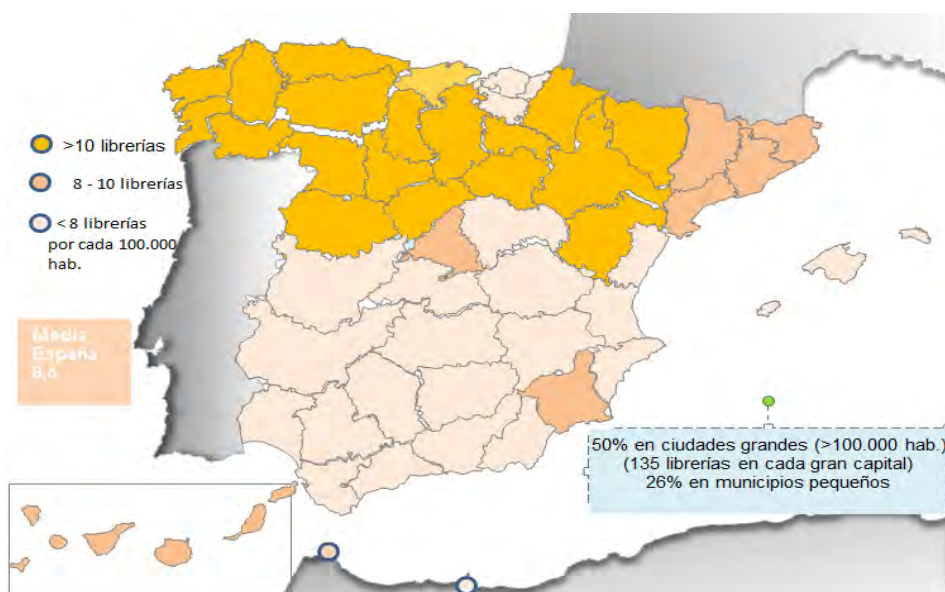 >10 librerías
8 - 10 librerías
< 8 librerías
por cada 100.000
hab.
Media
España
8,6
50% en ciudades grandes (>100.000 hab.)
(135 librerías en cada gran capital)
26% en municipios pequeños